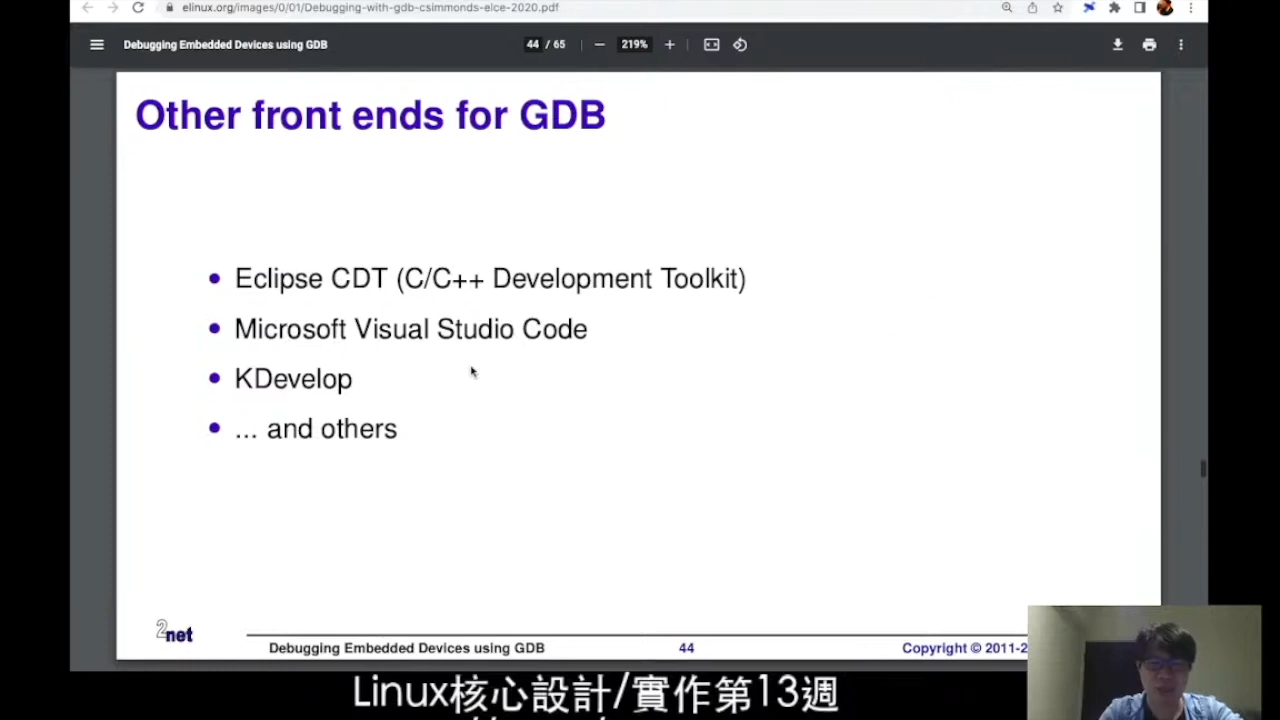 elinux.org/images/0/01/Debugging-with-gdb-csimmonds-elce-2020.pdf
Debugging Embedded Devices using GDB
44 / 65
219%
Other front ends for GDB
Eclipse CDT (C/C++ Development Toolkit)
Microsoft Visual Studio Code
KDevelop
... and others
2net
Debugging Embedded Devices using GDB
44
Copyright © 2011-2
Linux核心設計/實作第13週